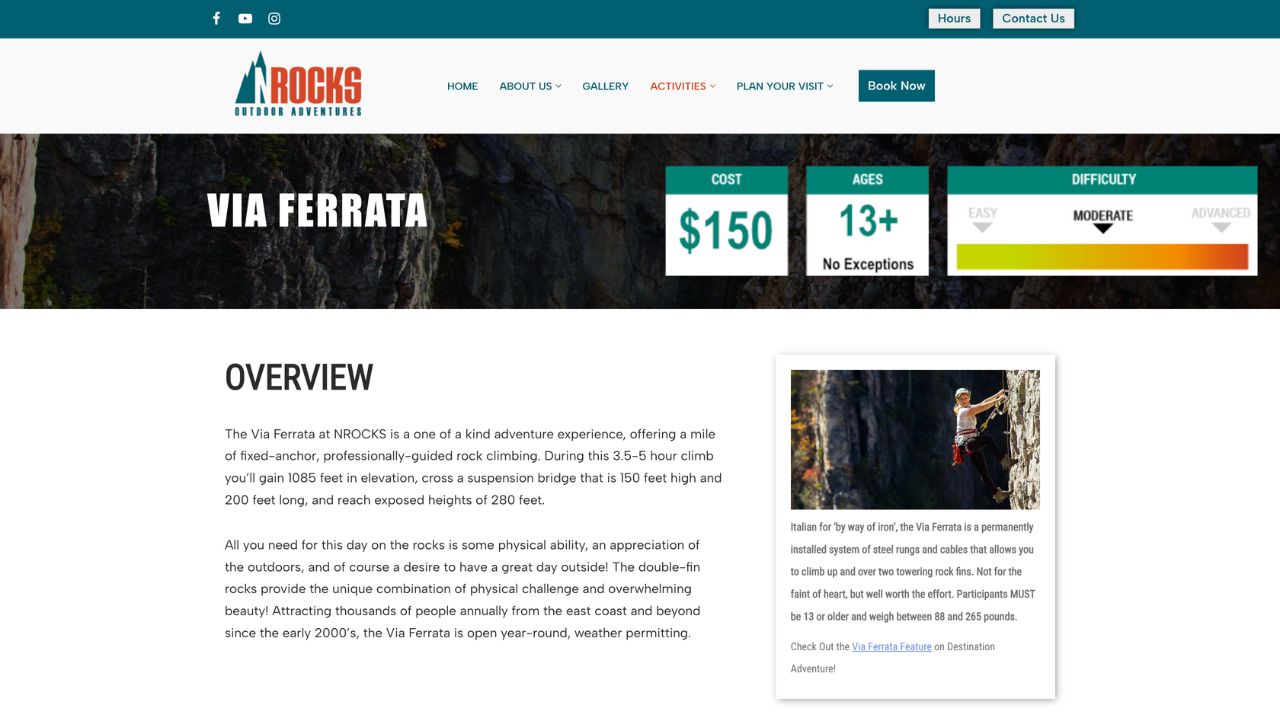 Hours Contact Us
NROCKS
OUTDOOR ADVENTURES
HOME ABOUT US GALLERY ACTIVITIES PLAN YOUR VISIT Book Now
VIA FERRATA
COST
$150
AGES
13+
No Exceptions
DIFFICULTY
EASY MODERATE ADVANCED
OVERVIEW
The Via Ferrata at NROCKS is a one of a kind adventure experience, offering a mile
of fixed-anchor, professionally-guided rock climbing. During this 3.5-5 hour climb
you’ll gain 1085 feet in elevation, cross a suspension bridge that is 150 feet high and
200 feet long, and reach exposed heights of 280 feet.
All you need for this day on the rocks is some physical ability, an appreciation of
the outdoors, and of course a desire to have a great day outside! The double-fin
rocks provide the unique combination of physical challenge and overwhelming
beauty! Attracting thousands of people annually from the east coast and beyond
since the early 2000’s, the Via Ferrata is open year-round, weather permitting.
Italian for ‘by way of iron’, the Via Ferrata is a permanently
installed system of steel rungs and cables that allows you
to climb up and over two towering rock fins. Not for the
faint of heart, but well worth the effort. Participants MUST
be 13 or older and weigh between 88 and 265 pounds.
Check Out the Via Ferrata Feature on Destination
Adventure!